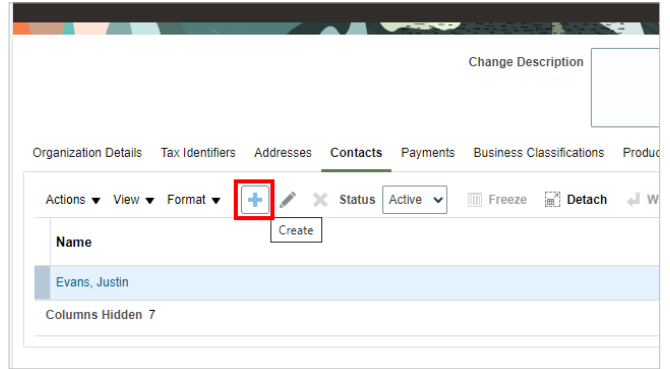 Change Description
Organization Details Tax Identifiers Addresses Contacts Payments Business Classifications Produc
Actions View Format Status Active Freeze Detach W
Create
Name
Evans, Justin
Columns Hidden 7